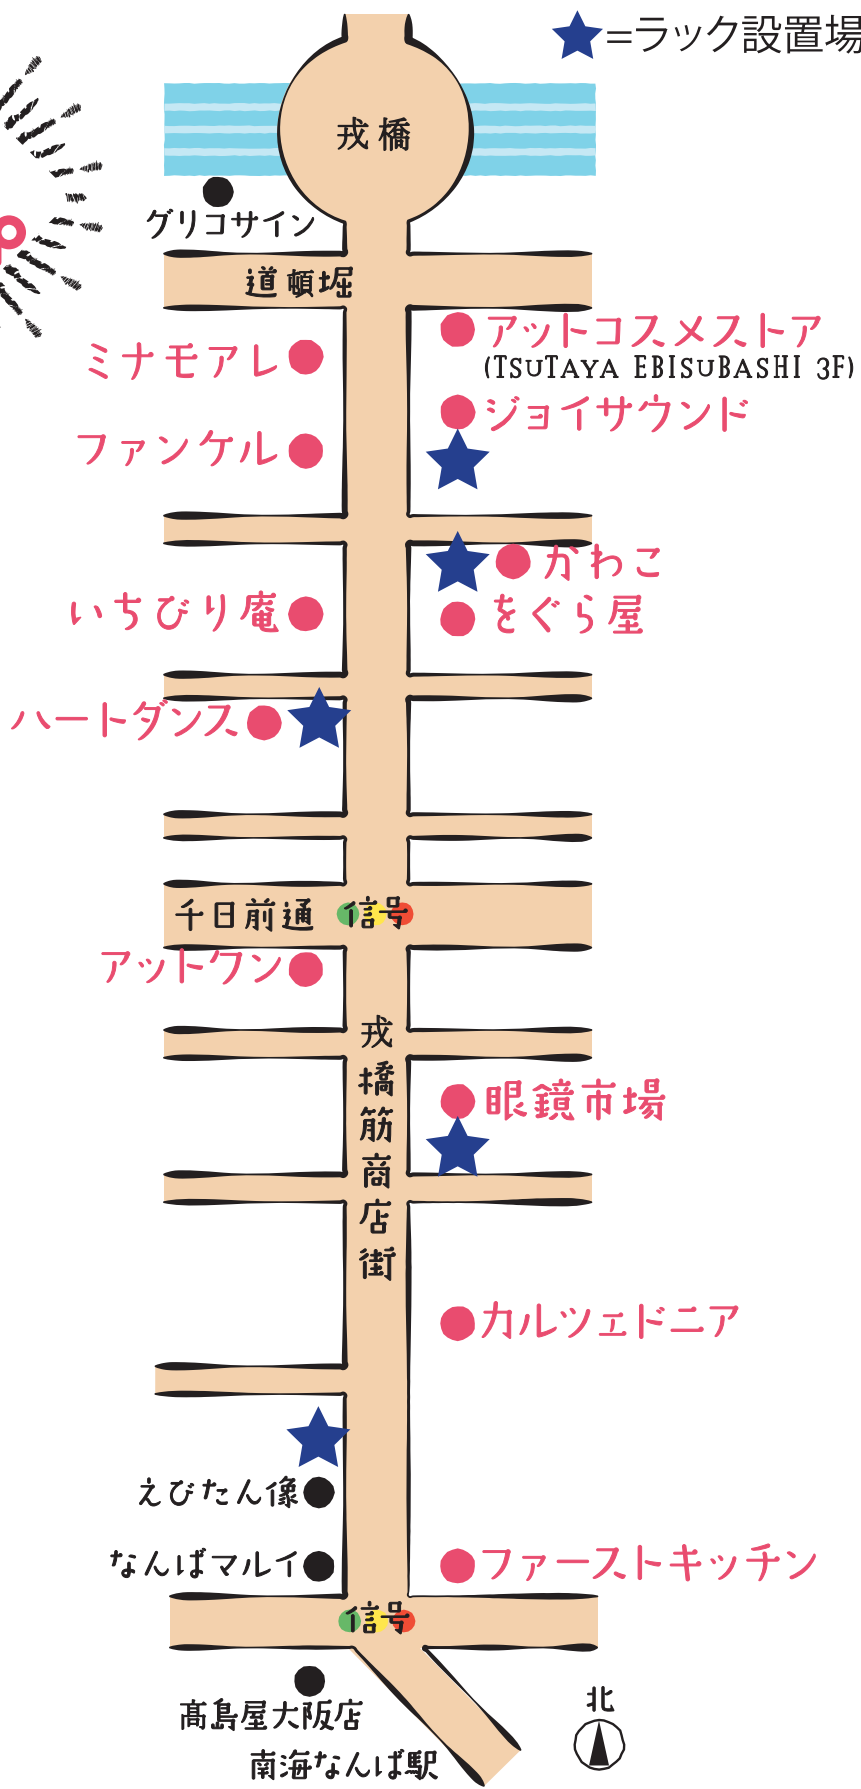 =ラック設置場
戎橋
グリコサイン
道頓堀
アットコスメストア
(TSUTAYA EBISUBASHI 3F)
ミナモアレ
ジョイサウンド
ファンケル
かわこ
いちびり庵
をぐら屋
ハートダンス
千日前通
信号
アットワン
戎橋筋商店街
眼鏡市場
カルツェドニア
えびたん像
なんばマルイ
ファーストキッチン
信号
髙島屋大阪店
北
南海なんば駅